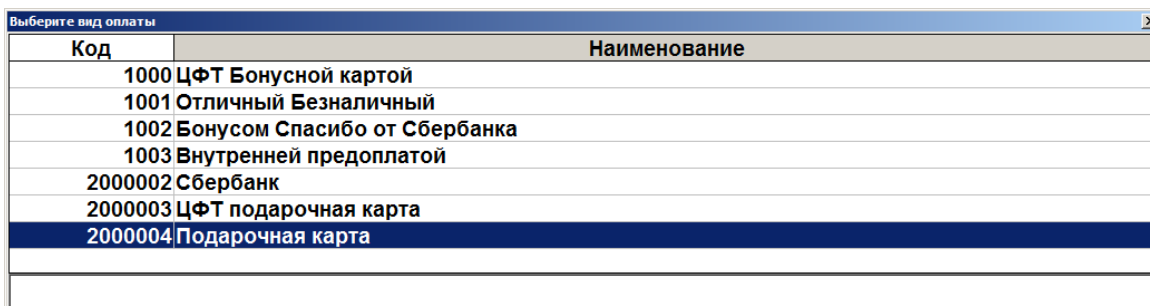 Выберите вид оплаты
Код Наименование
1000 ЦФТ Бонусной картой
1001 Отличный Безналичный
1002 Бонусом Спасибо от Сбербанка
1003 Внутренней предоплатой
2000002 Сбербанк
2000003 ЦФТ подарочная карта
2000004 Подарочная карта